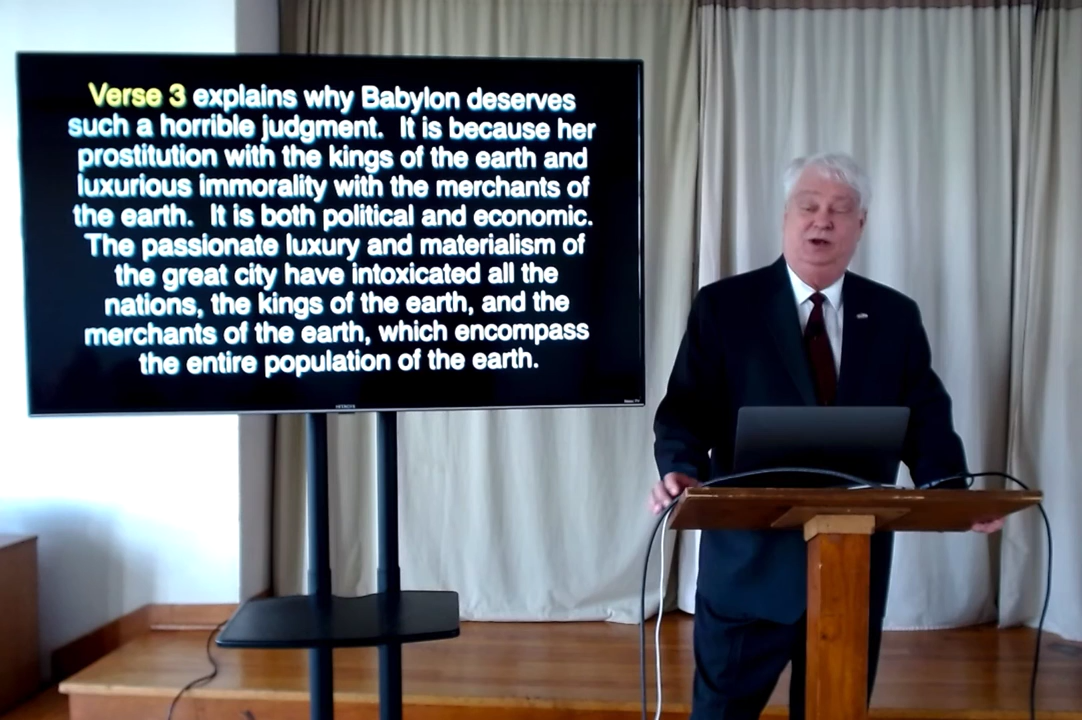 Verse 3 explains why Babylon deserves
such a horrible judgment.  It is because her
prostitution with the kings of the earth and
luxurious immorality with the merchants of
the earth.  It is both political and economic.
The passionate luxury and materialism of
the great city have intoxicated all the
nations, the kings of the earth, and the
merchants of the earth, which encompass
the entire population of the earth.
HITACHI